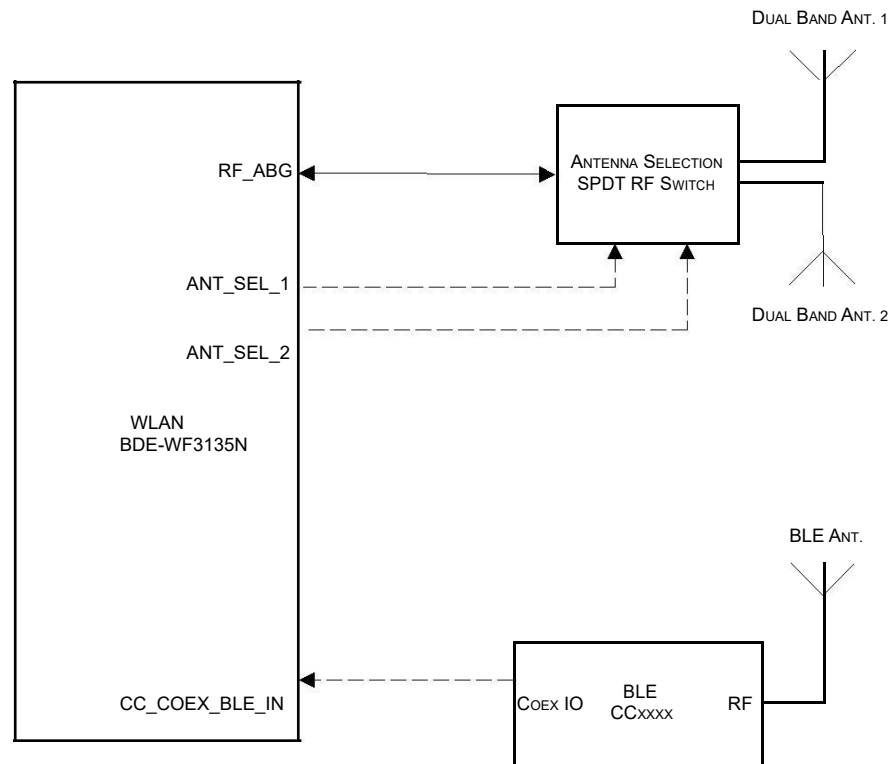 DUAL BAND ANT. 1
RF_ABG
ANTENNA SELECTION
SPDT RF SWITCH
ANT_SEL_1
ANT_SEL_2
DUAL BAND ANT. 2
WLAN
BDE-WF3135N
BLE ANT.
CC_COEX_BLE_IN
COEX IO
BLE
CCXXXX
RF